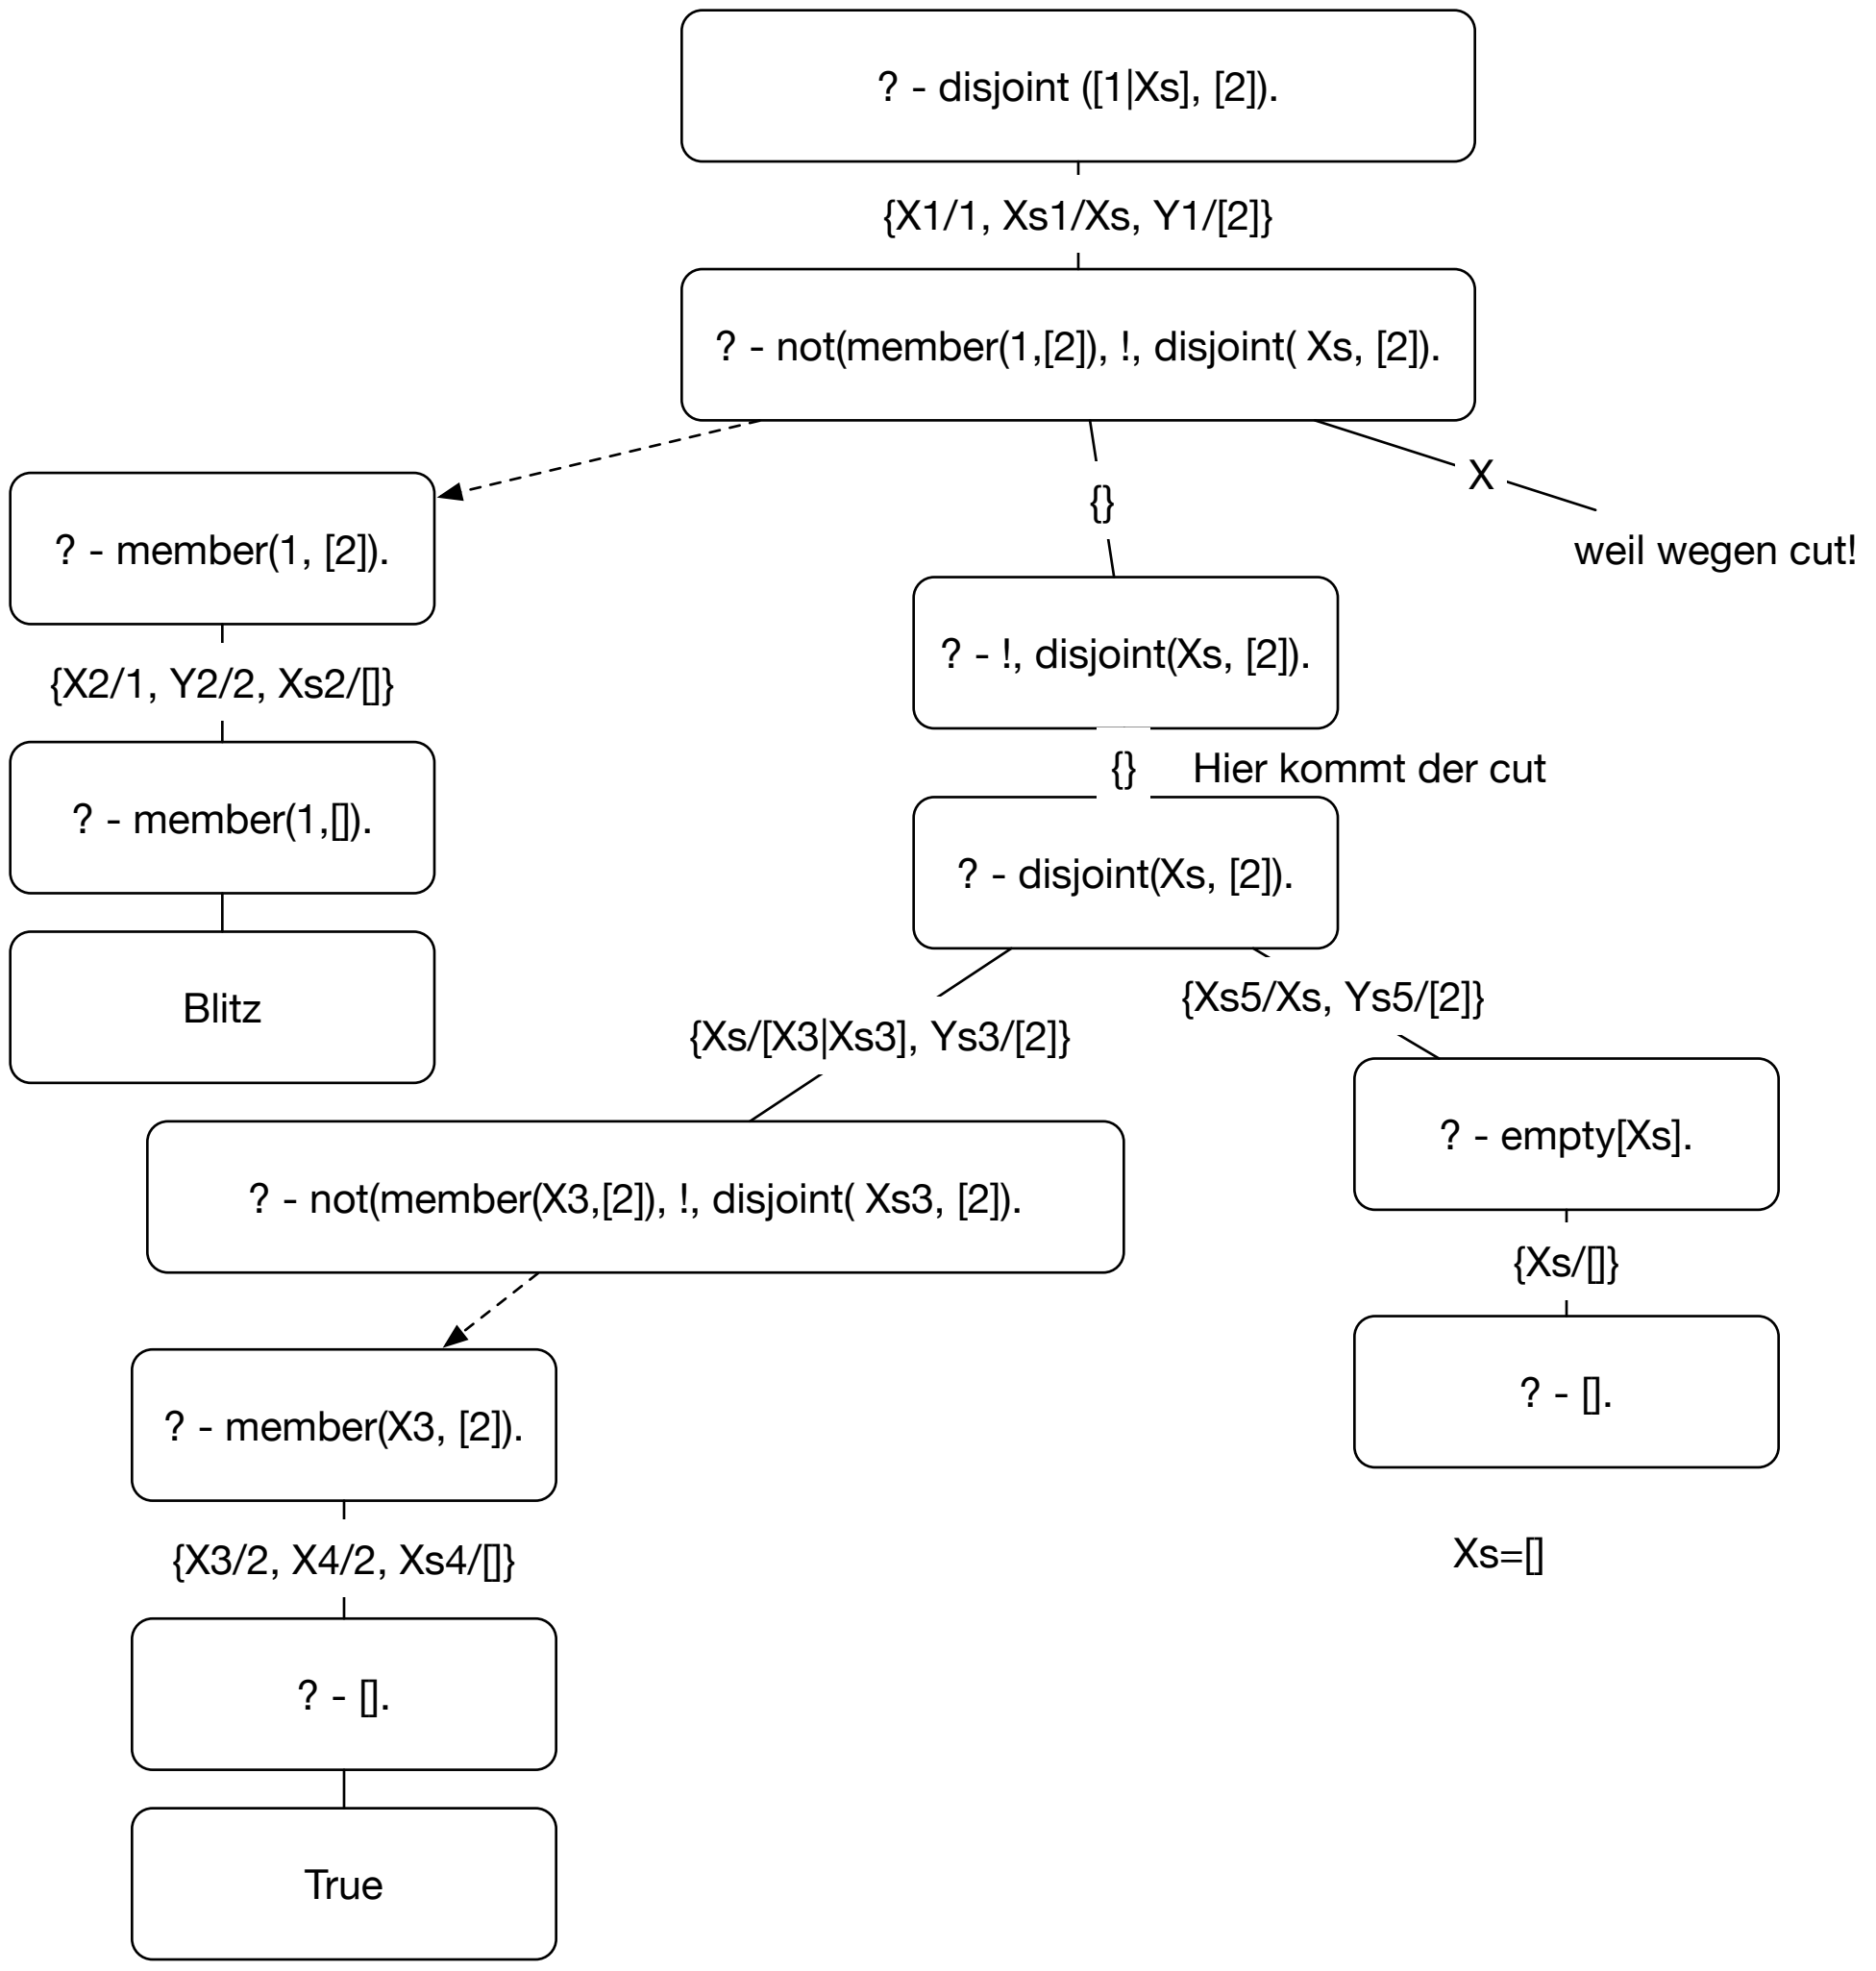 ? - disjoint ([1|Xs], [2]).
{X1/1, Xs1/Xs, Y1/[2]}
? - not(member(1,[2]), !, disjoint( Xs, [2]).
X
{}
? - member(1, [2]).
weil wegen cut!
? - !, disjoint(Xs, [2]).
{X2/1, Y2/2, Xs2/[]}
{}
Hier kommt der cut
? - member(1,[]).
? - disjoint(Xs, [2]).
Blitz
{Xs5/Xs, Ys5/[2]}
{Xs/[X3|Xs3], Ys3/[2]}
? - empty[Xs].
? - not(member(X3,[2]), !, disjoint( Xs3, [2]).
{Xs/[]}
? - [].
? - member(X3, [2]).
Xs=[]
{X3/2, X4/2, Xs4/[]}
? - [].
True